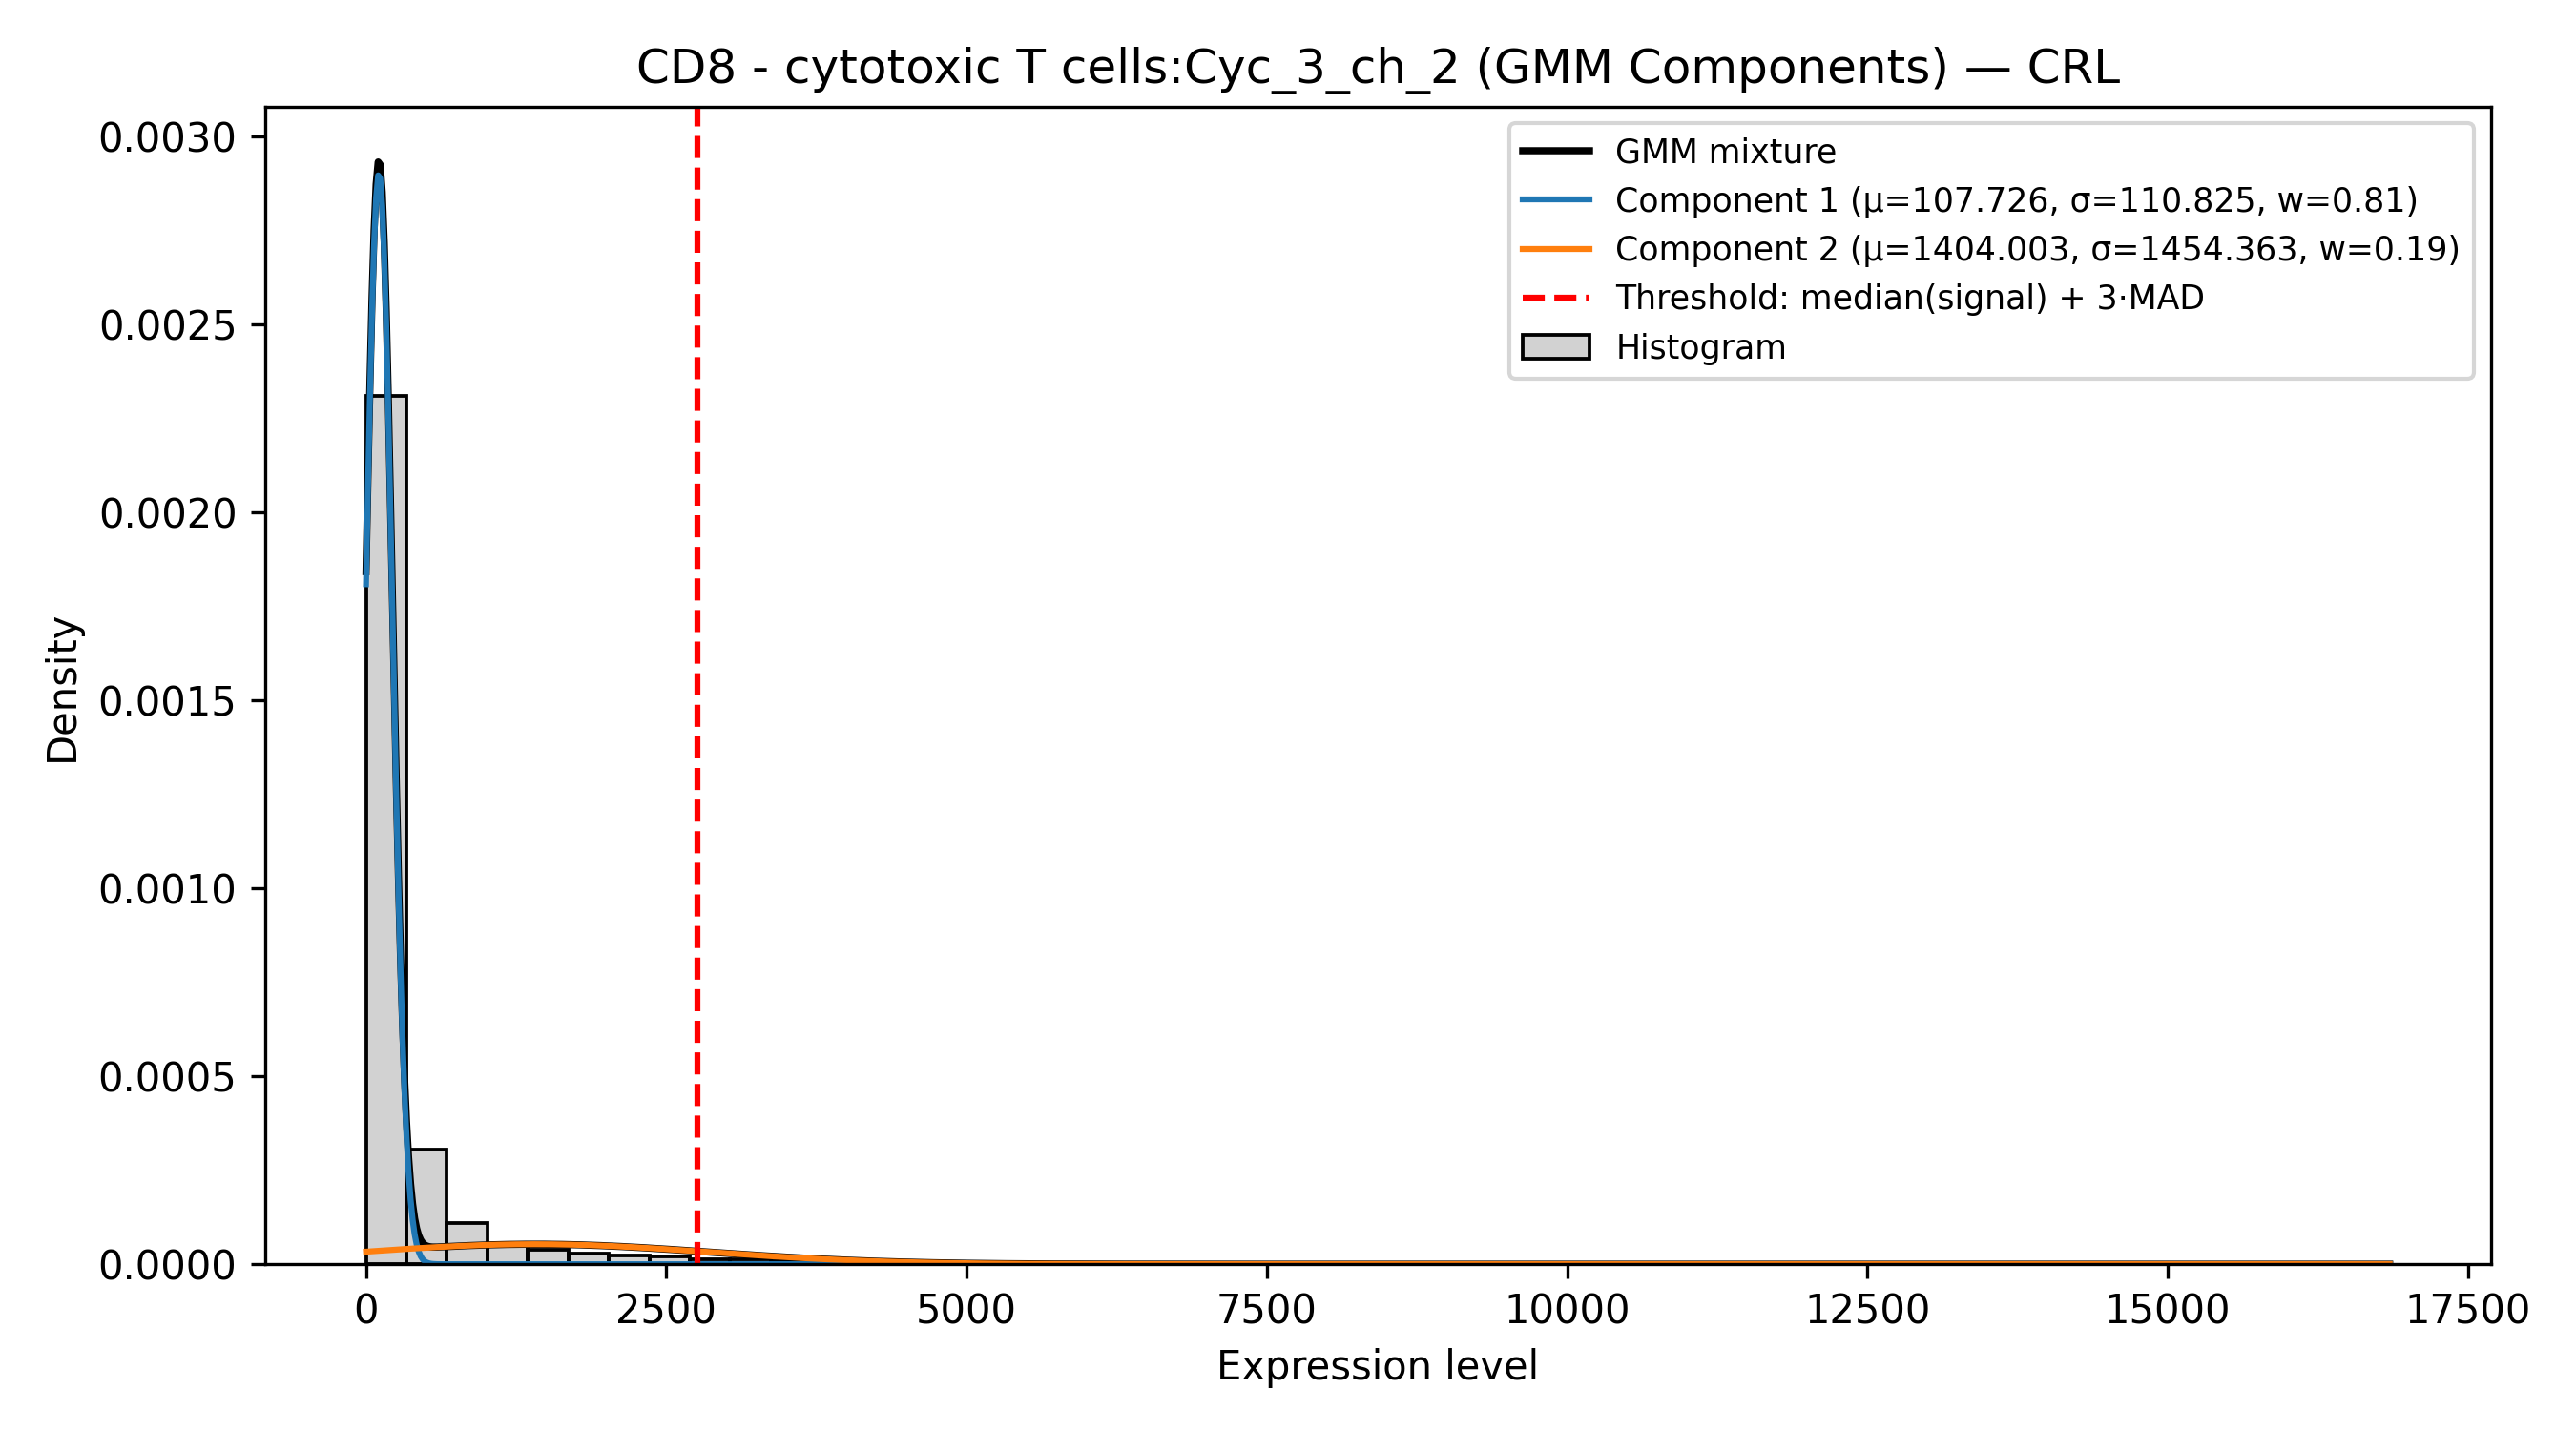 CD8 - cytotoxic T cells:Cyc_3_ch_2 (GMM Components) — CRL
GMM mixture
Component 1 (μ=107.726, σ=110.825, w=0.81)
Component 2 (μ=1404.003, σ=1454.363, w=0.19)
Threshold: median(signal) + 3·MAD
Histogram
Density
0.0030
0.0025
0.0020
0.0015
0.0010
0.0005
0.0000
0 2500 5000 7500 10000 12500 15000 17500
Expression level